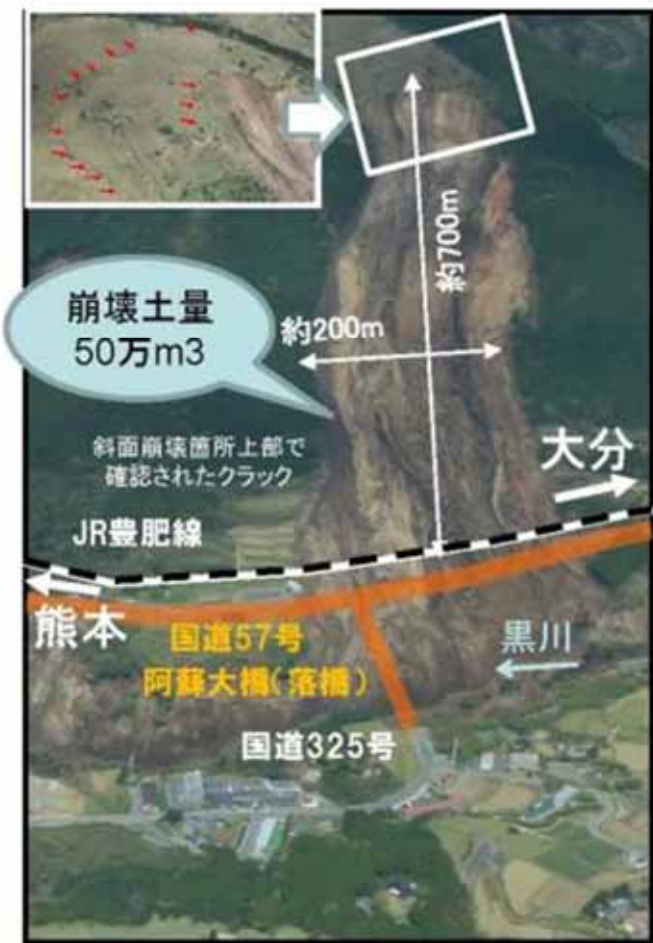 約700m
崩壊土量
50万m3
約200m
斜面崩壊箇所上部で
確認されたクラック
大分
JR豊肥線
熊本
国道57号
阿蘇大橋(落橋)
黒川
国道325号